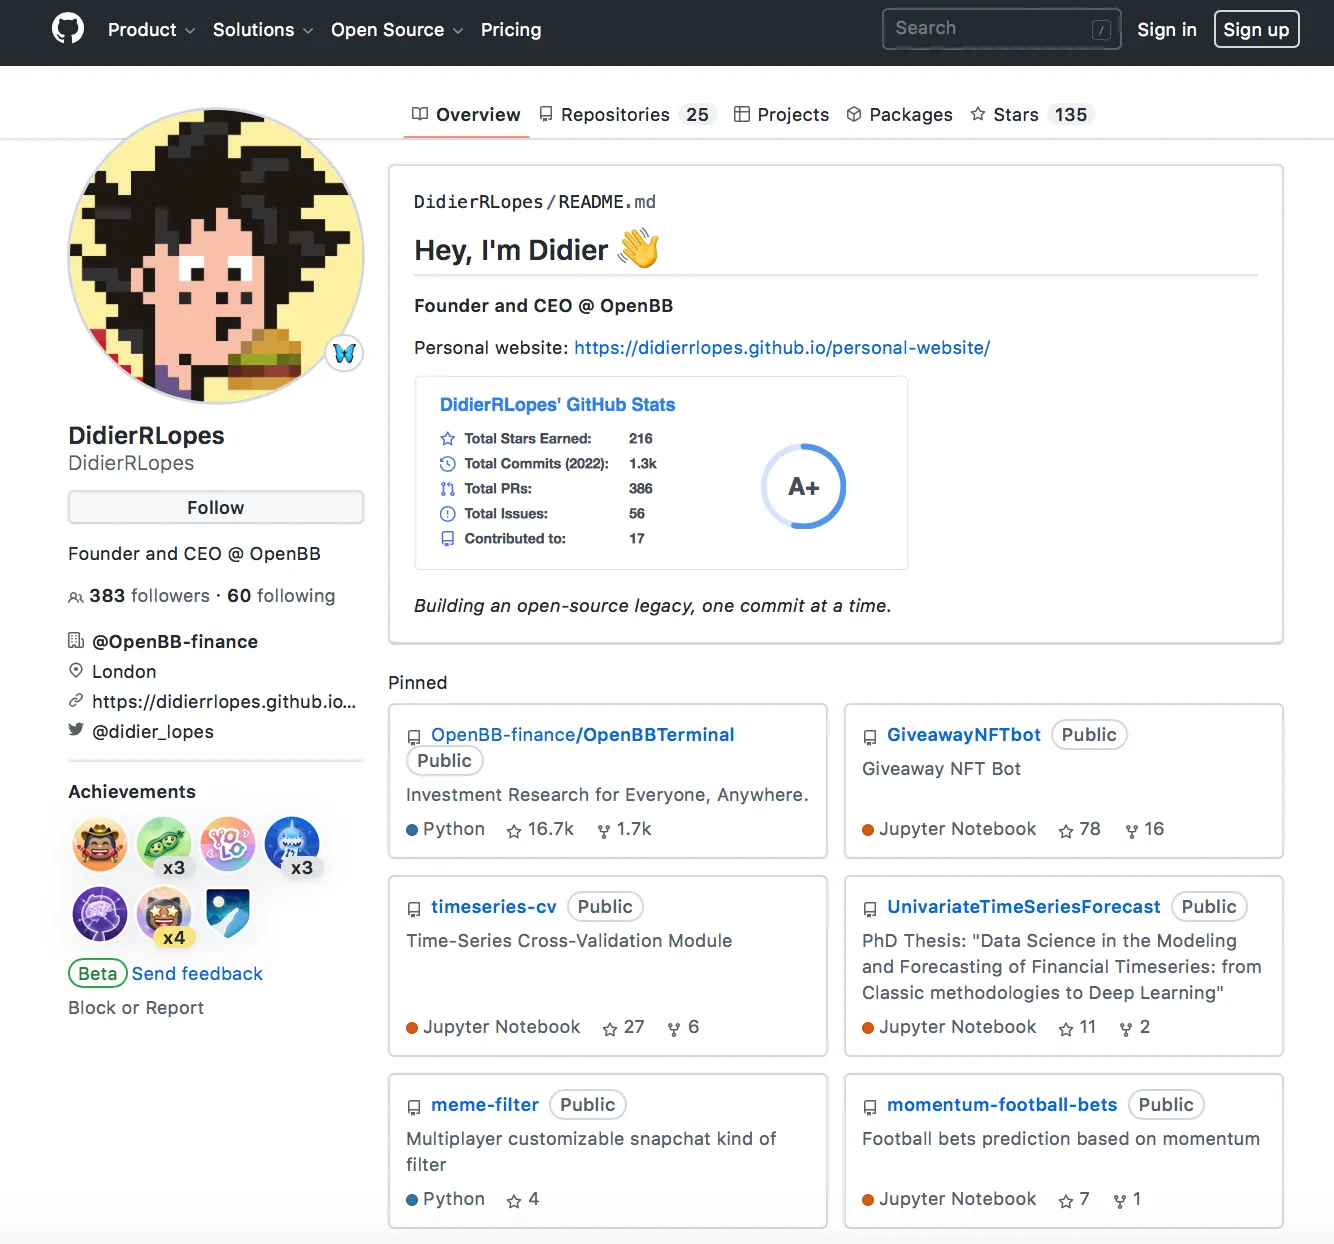 Product Solutions Open Source Pricing Search / Sign in Sign up
Overview Repositories 25 Projects Packages Stars 135
DidierRLopes/README.md
Hey, I'm Didier 👋
Founder and CEO @ OpenBB
Personal website: https://didierrlopes.github.io/personal-website/
DidierRLopes' GitHub Stats
Total Stars Earned: 216
Total Commits (2022): 1.3k
Total PRs: 386
Total Issues: 56
Contributed to: 17
A+
Building an open-source legacy, one commit at a time.
DidierRLopes
DidierRLopes
Follow
Founder and CEO @ OpenBB
383 followers · 60 following
@OpenBB-finance
London
https://didierrlopes.github.io...
@didier_lopes
Achievements
x3
YOLO
x3
x4
Beta Send feedback
Block or Report
Pinned
OpenBB-finance/OpenBBTerminal
Public
Investment Research for Everyone, Anywhere.
Python 16.7k 1.7k
GiveawayNFTbot Public
Giveaway NFT Bot
Jupyter Notebook 78 16
timeseries-cv Public
Time-Series Cross-Validation Module
Jupyter Notebook 27 6
UnivariateTimeSeriesForecast Public
PhD Thesis: "Data Science in the Modeling
and Forecasting of Financial Timeseries: from
Classic methodologies to Deep Learning"
Jupyter Notebook 11 2
meme-filter Public
Multiplayer customizable snapchat kind of
filter
Python 4
momentum-football-bets Public
Football bets prediction based on momentum
Jupyter Notebook 7 1